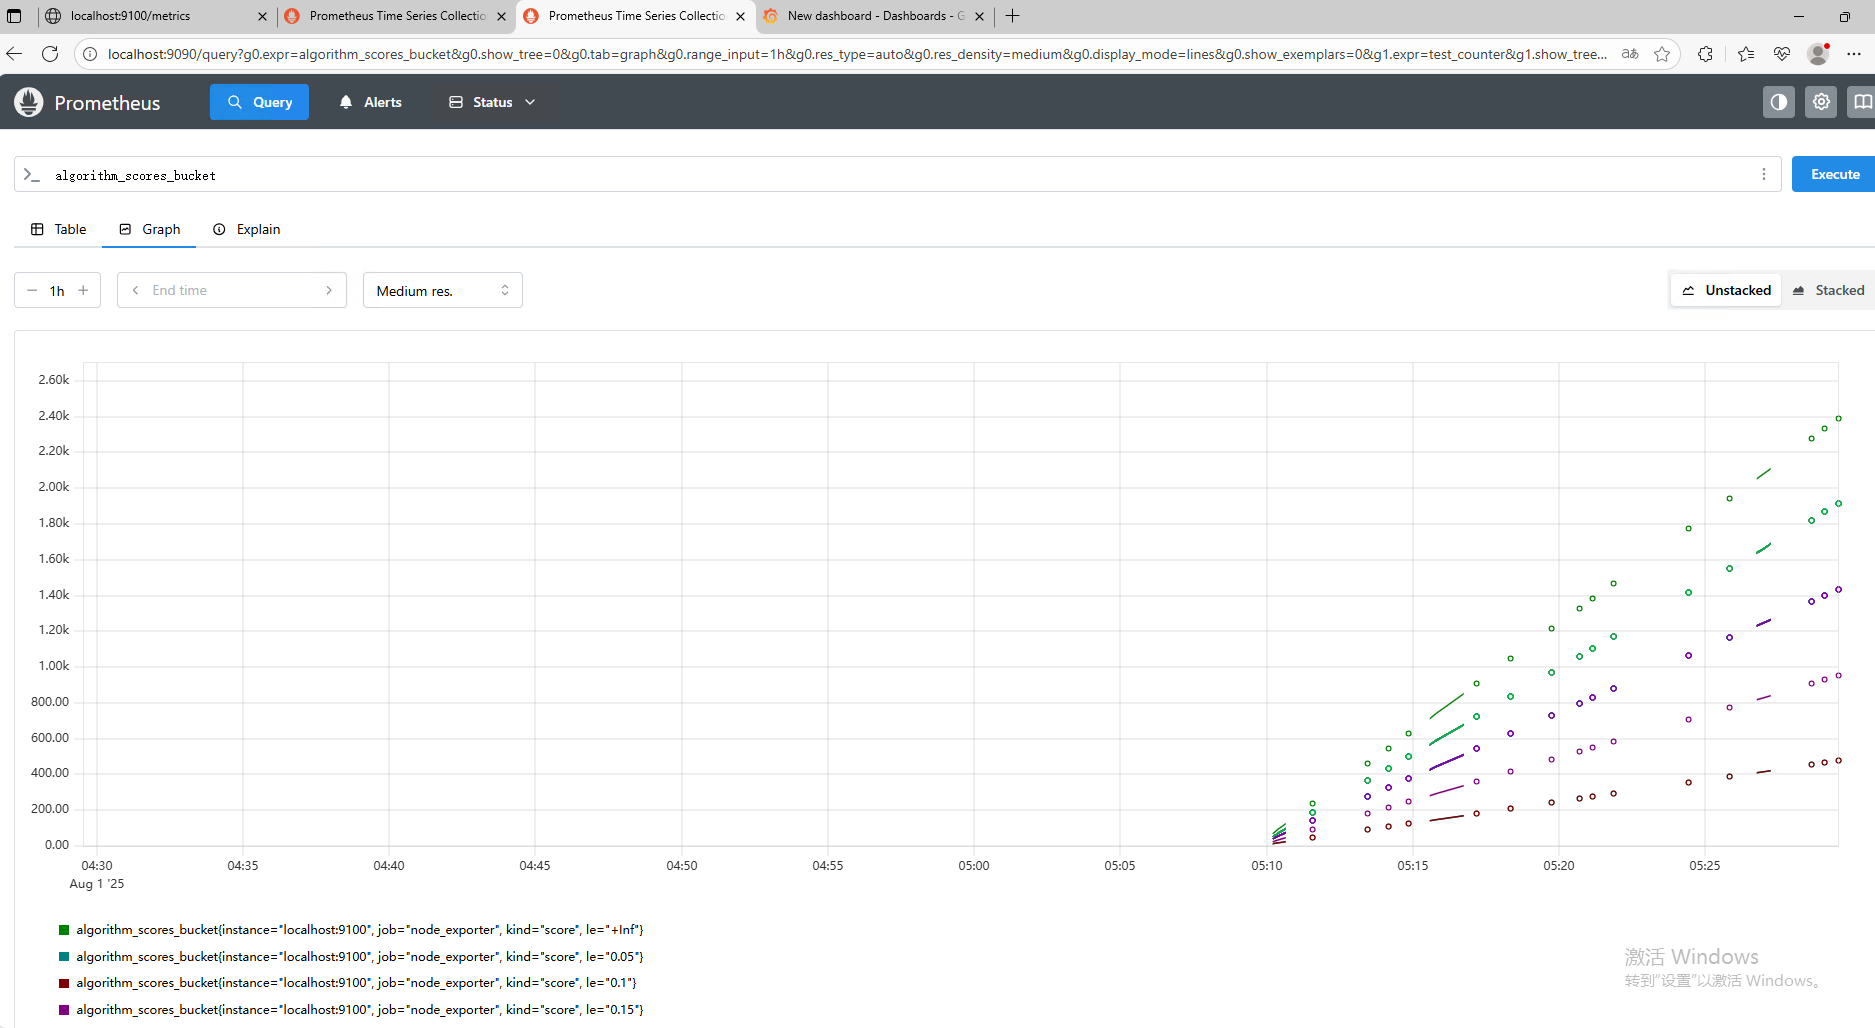 localhost:9100/metrics
Prometheus Time Series Collectio
Prometheus Time Series Collectio
New dashboard - Dashboards - G
localhost:9090/query?g0.expr=algorithm_scores_bucket&g0.show_tree=0&g0.tab=graph&g0.range_input=1h&g0.res_type=auto&g0.res_density=medium&g0.display_mode=lines&g0.show_exemplars=0&g1.expr=test_counter&g1.show_tree...
aあ
Prometheus
Query
Alerts
Status
>_ algorithm_scores_bucket
Execute
Table
Graph
Explain
− 1h +
< End time >
Medium res.
Unstacked
Stacked
2.60k
2.40k
2.20k
2.00k
1.80k
1.60k
1.40k
1.20k
1.00k
800.00
600.00
400.00
200.00
0.00
04:30 04:35 04:40 04:45 04:50 04:55 05:00 05:05 05:10 05:15 05:20 05:25
Aug 1 '25
algorithm_scores_bucket{instance="localhost:9100", job="node_exporter", kind="score", le="+Inf"}
algorithm_scores_bucket{instance="localhost:9100", job="node_exporter", kind="score", le="0.05"}
algorithm_scores_bucket{instance="localhost:9100", job="node_exporter", kind="score", le="0.1"}
algorithm_scores_bucket{instance="localhost:9100", job="node_exporter", kind="score", le="0.15"}
激活 Windows
转到"设置"以激活 Windows。